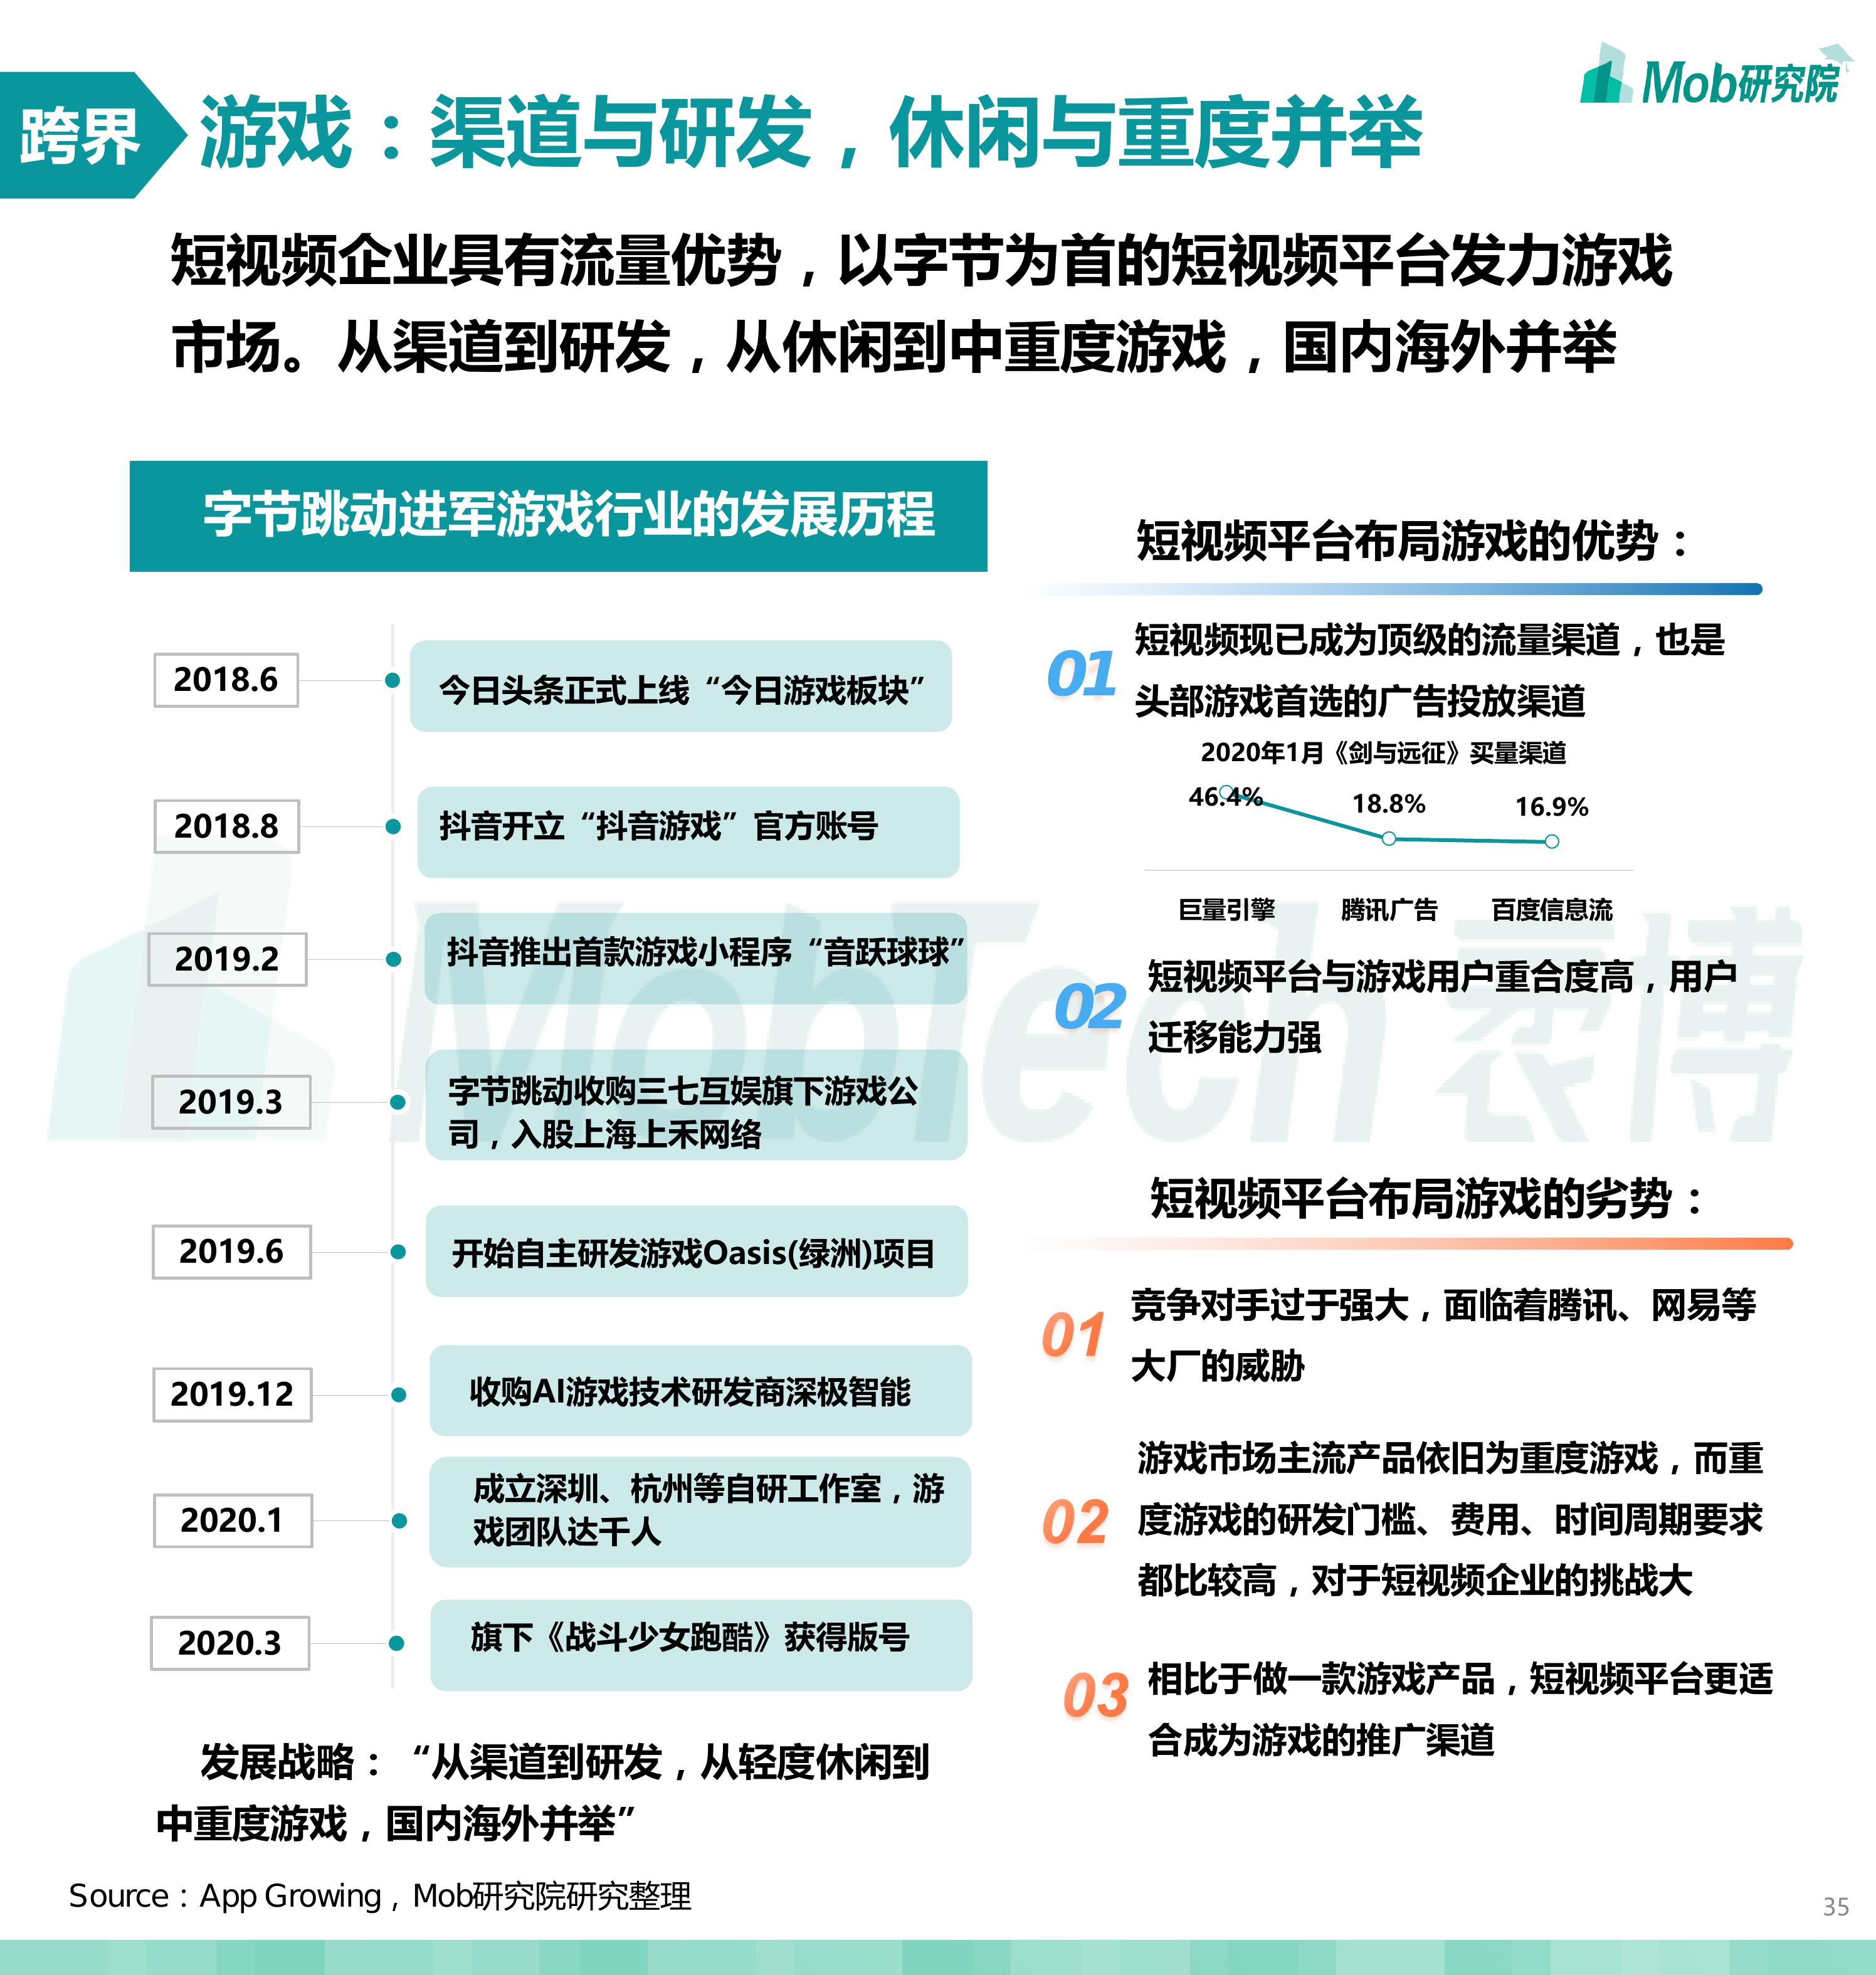 Mob研究院
跨界
游戏：渠道与研发，休闲与重度并举
短视频企业具有流量优势，以字节为首的短视频平台发力游戏
市场。从渠道到研发，从休闲到中重度游戏，国内海外并举
字节跳动进军游戏行业的发展历程
2018.6
今日头条正式上线“今日游戏板块”
2018.8
抖音开立“抖音游戏”官方账号
2019.2
抖音推出首款游戏小程序“音跃球球”
2019.3
字节跳动收购三七互娱旗下游戏公
司，入股上海上禾网络
2019.6
开始自主研发游戏Oasis(绿洲)项目
2019.12
收购AI游戏技术研发商深极智能
2020.1
成立深圳、杭州等自研工作室，游
戏团队达千人
2020.3
旗下《战斗少女跑酷》获得版号
发展战略：“从渠道到研发，从轻度休闲到
中重度游戏，国内海外并举”
短视频平台布局游戏的优势：
01
短视频现已成为顶级的流量渠道，也是
头部游戏首选的广告投放渠道
2020年1月《剑与远征》买量渠道
46.4% 18.8% 16.9%
巨量引擎 腾讯广告 百度信息流
02
短视频平台与游戏用户重合度高，用户
迁移能力强
短视频平台布局游戏的劣势：
01
竞争对手过于强大，面临着腾讯、网易等
大厂的威胁
02
游戏市场主流产品依旧为重度游戏，而重
度游戏的研发门槛、费用、时间周期要求
都比较高，对于短视频企业的挑战大
03
相比于做一款游戏产品，短视频平台更适
合成为游戏的推广渠道
MobTech 袤博
Source：App Growing，Mob研究院研究整理
35